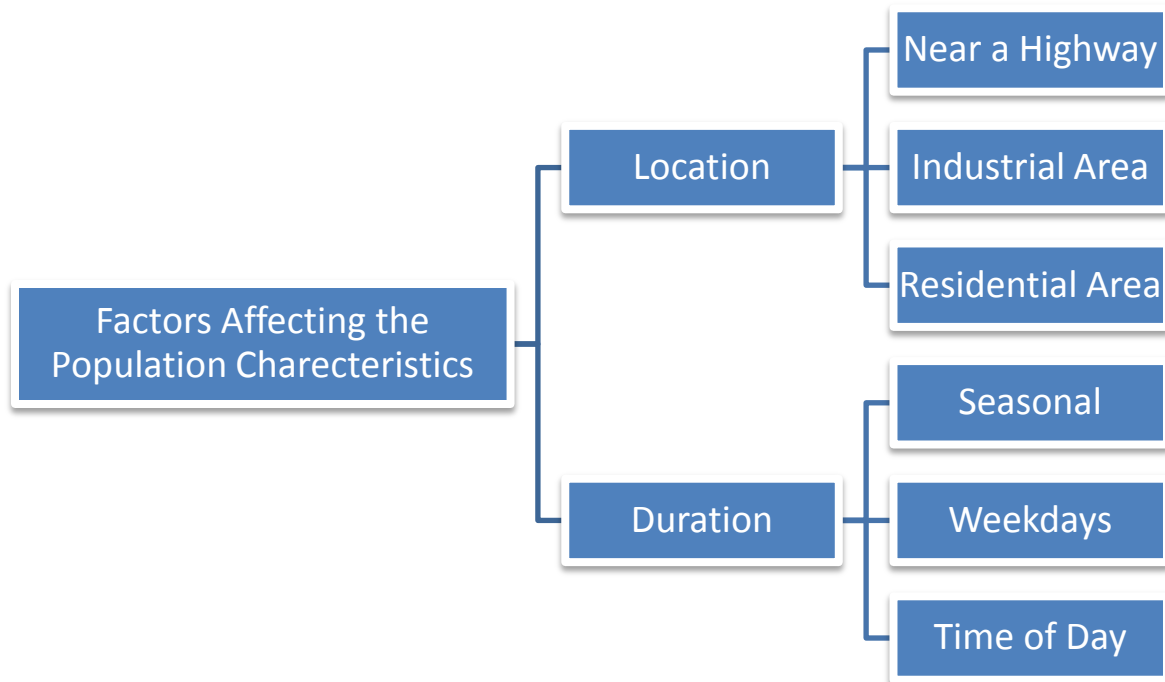 Near a Highway
Location
Industrial Area
Residential Area
Factors Affecting the
Population Charecteristics
Seasonal
Duration
Weekdays
Time of Day